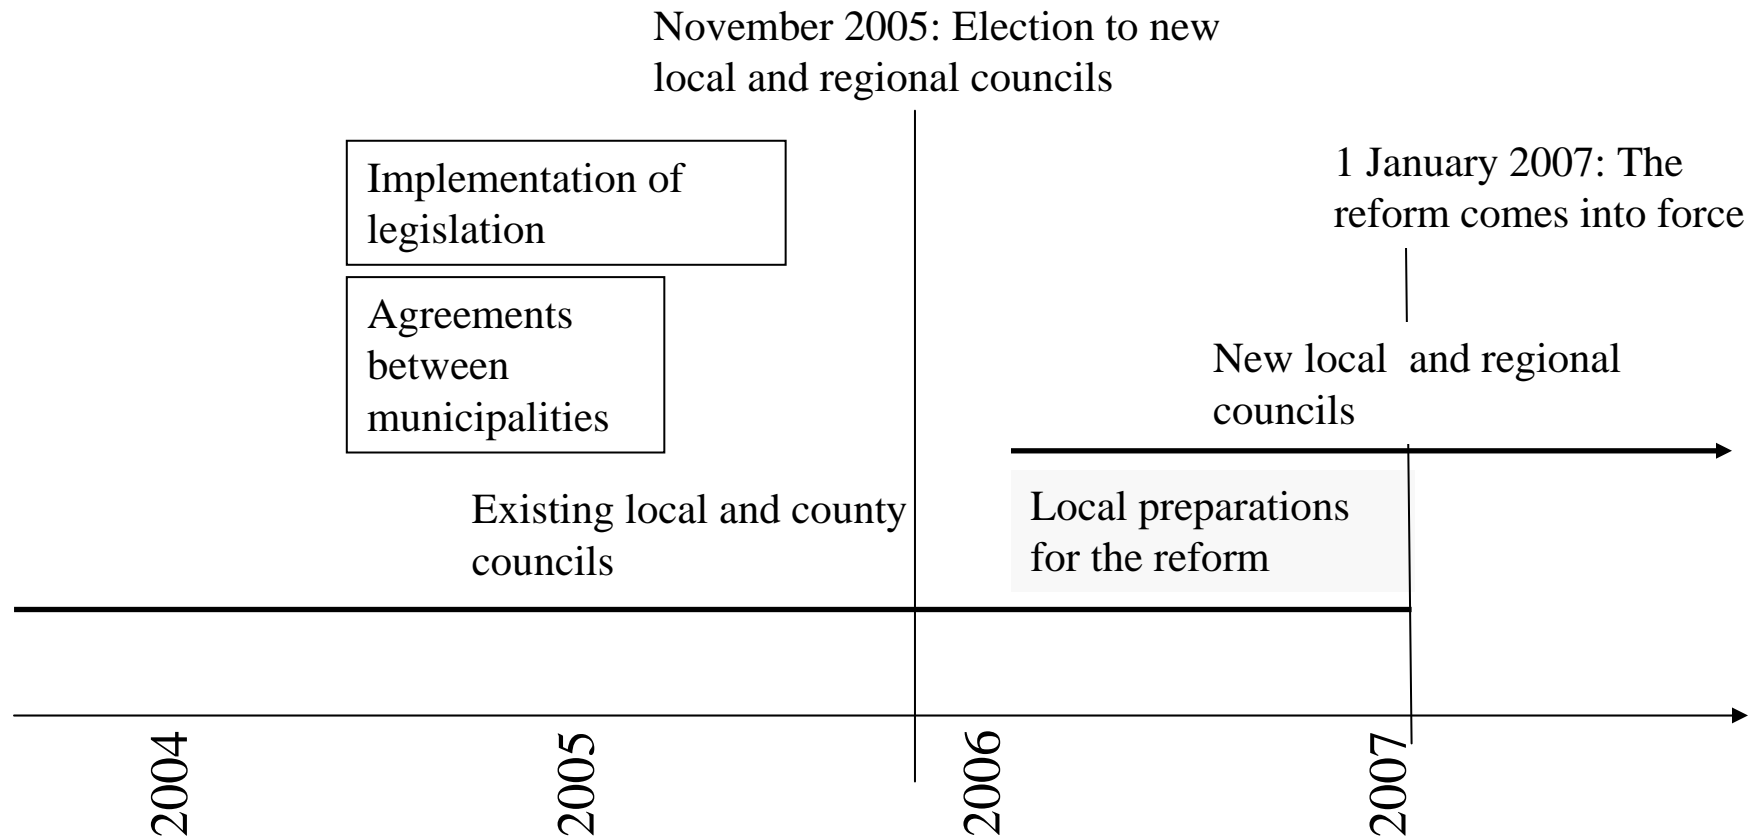 November 2005: Election to new
local and regional councils
Implementation of
legislation
1 January 2007: The
reform comes into force
Agreements
between
municipalities
New local and regional
councils
Existing local and county
councils
Local preparations
for the reform
2004
2005
2006
2007